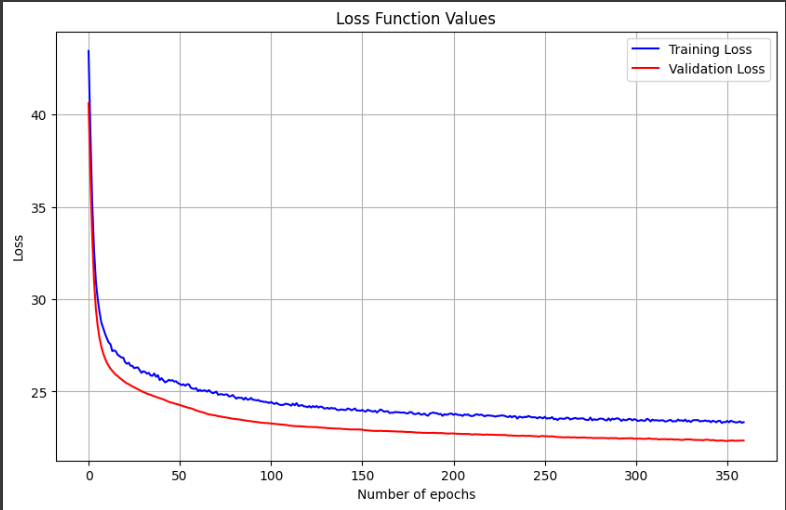 Loss Function Values
Training Loss
Validation Loss
40
35
30
25
Loss
0 50 100 150 200 250 300 350
Number of epochs